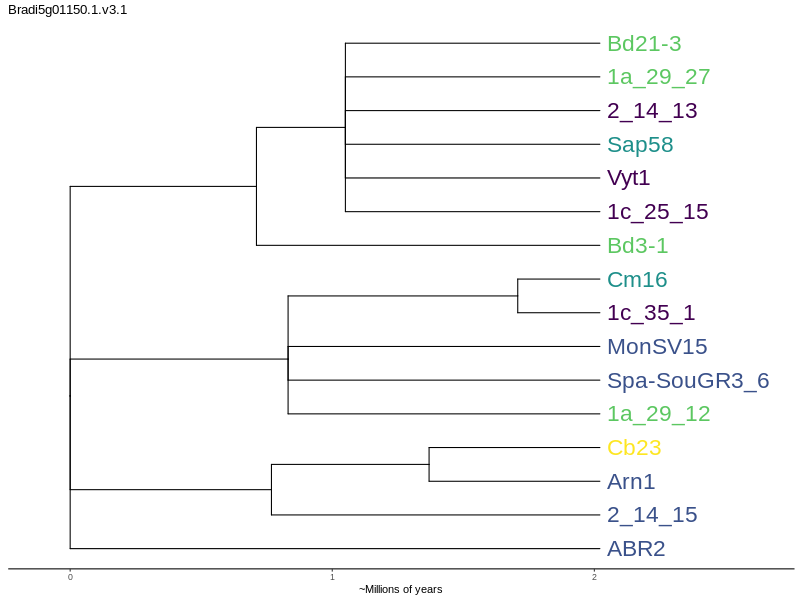 Bradi5g01150.1.v3.1
Bd21-3
1a_29_27
2_14_13
Sap58
Vyt1
1c_25_15
Bd3-1
Cm16
1c_35_1
MonSV15
Spa-SouGR3_6
1a_29_12
Cb23
Arn1
2_14_15
ABR2
0 1 2
~Millions of years